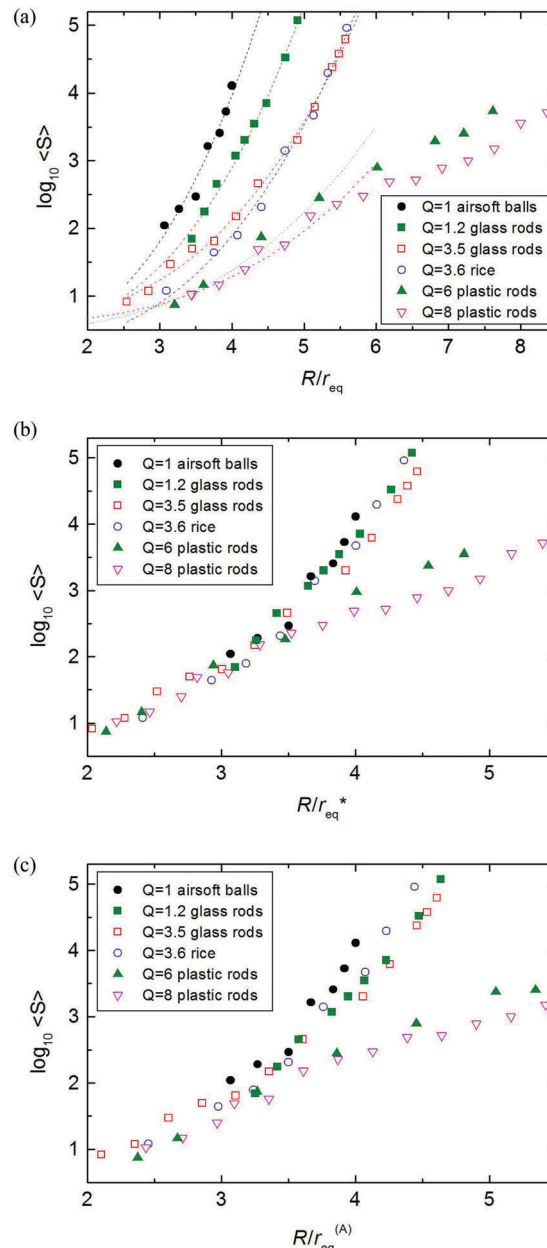 (a)
5
4
3
2
1
log₁₀ <S>
Q=1 airsoft balls
Q=1.2 glass rods
Q=3.5 glass rods
Q=3.6 rice
Q=6 plastic rods
Q=8 plastic rods
2 3 4 5 6 7 8
R/r_eq
(b)
Q=1 airsoft balls
Q=1.2 glass rods
Q=3.5 glass rods
Q=3.6 rice
Q=6 plastic rods
Q=8 plastic rods
5
4
3
2
1
log₁₀ <S>
2 3 4 5
R/r_eq*
(c)
Q=1 airsoft balls
Q=1.2 glass rods
Q=3.5 glass rods
Q=3.6 rice
Q=6 plastic rods
Q=8 plastic rods
5
4
3
2
1
log₁₀ <S>
2 3 4 5
R/r_eq^(A)